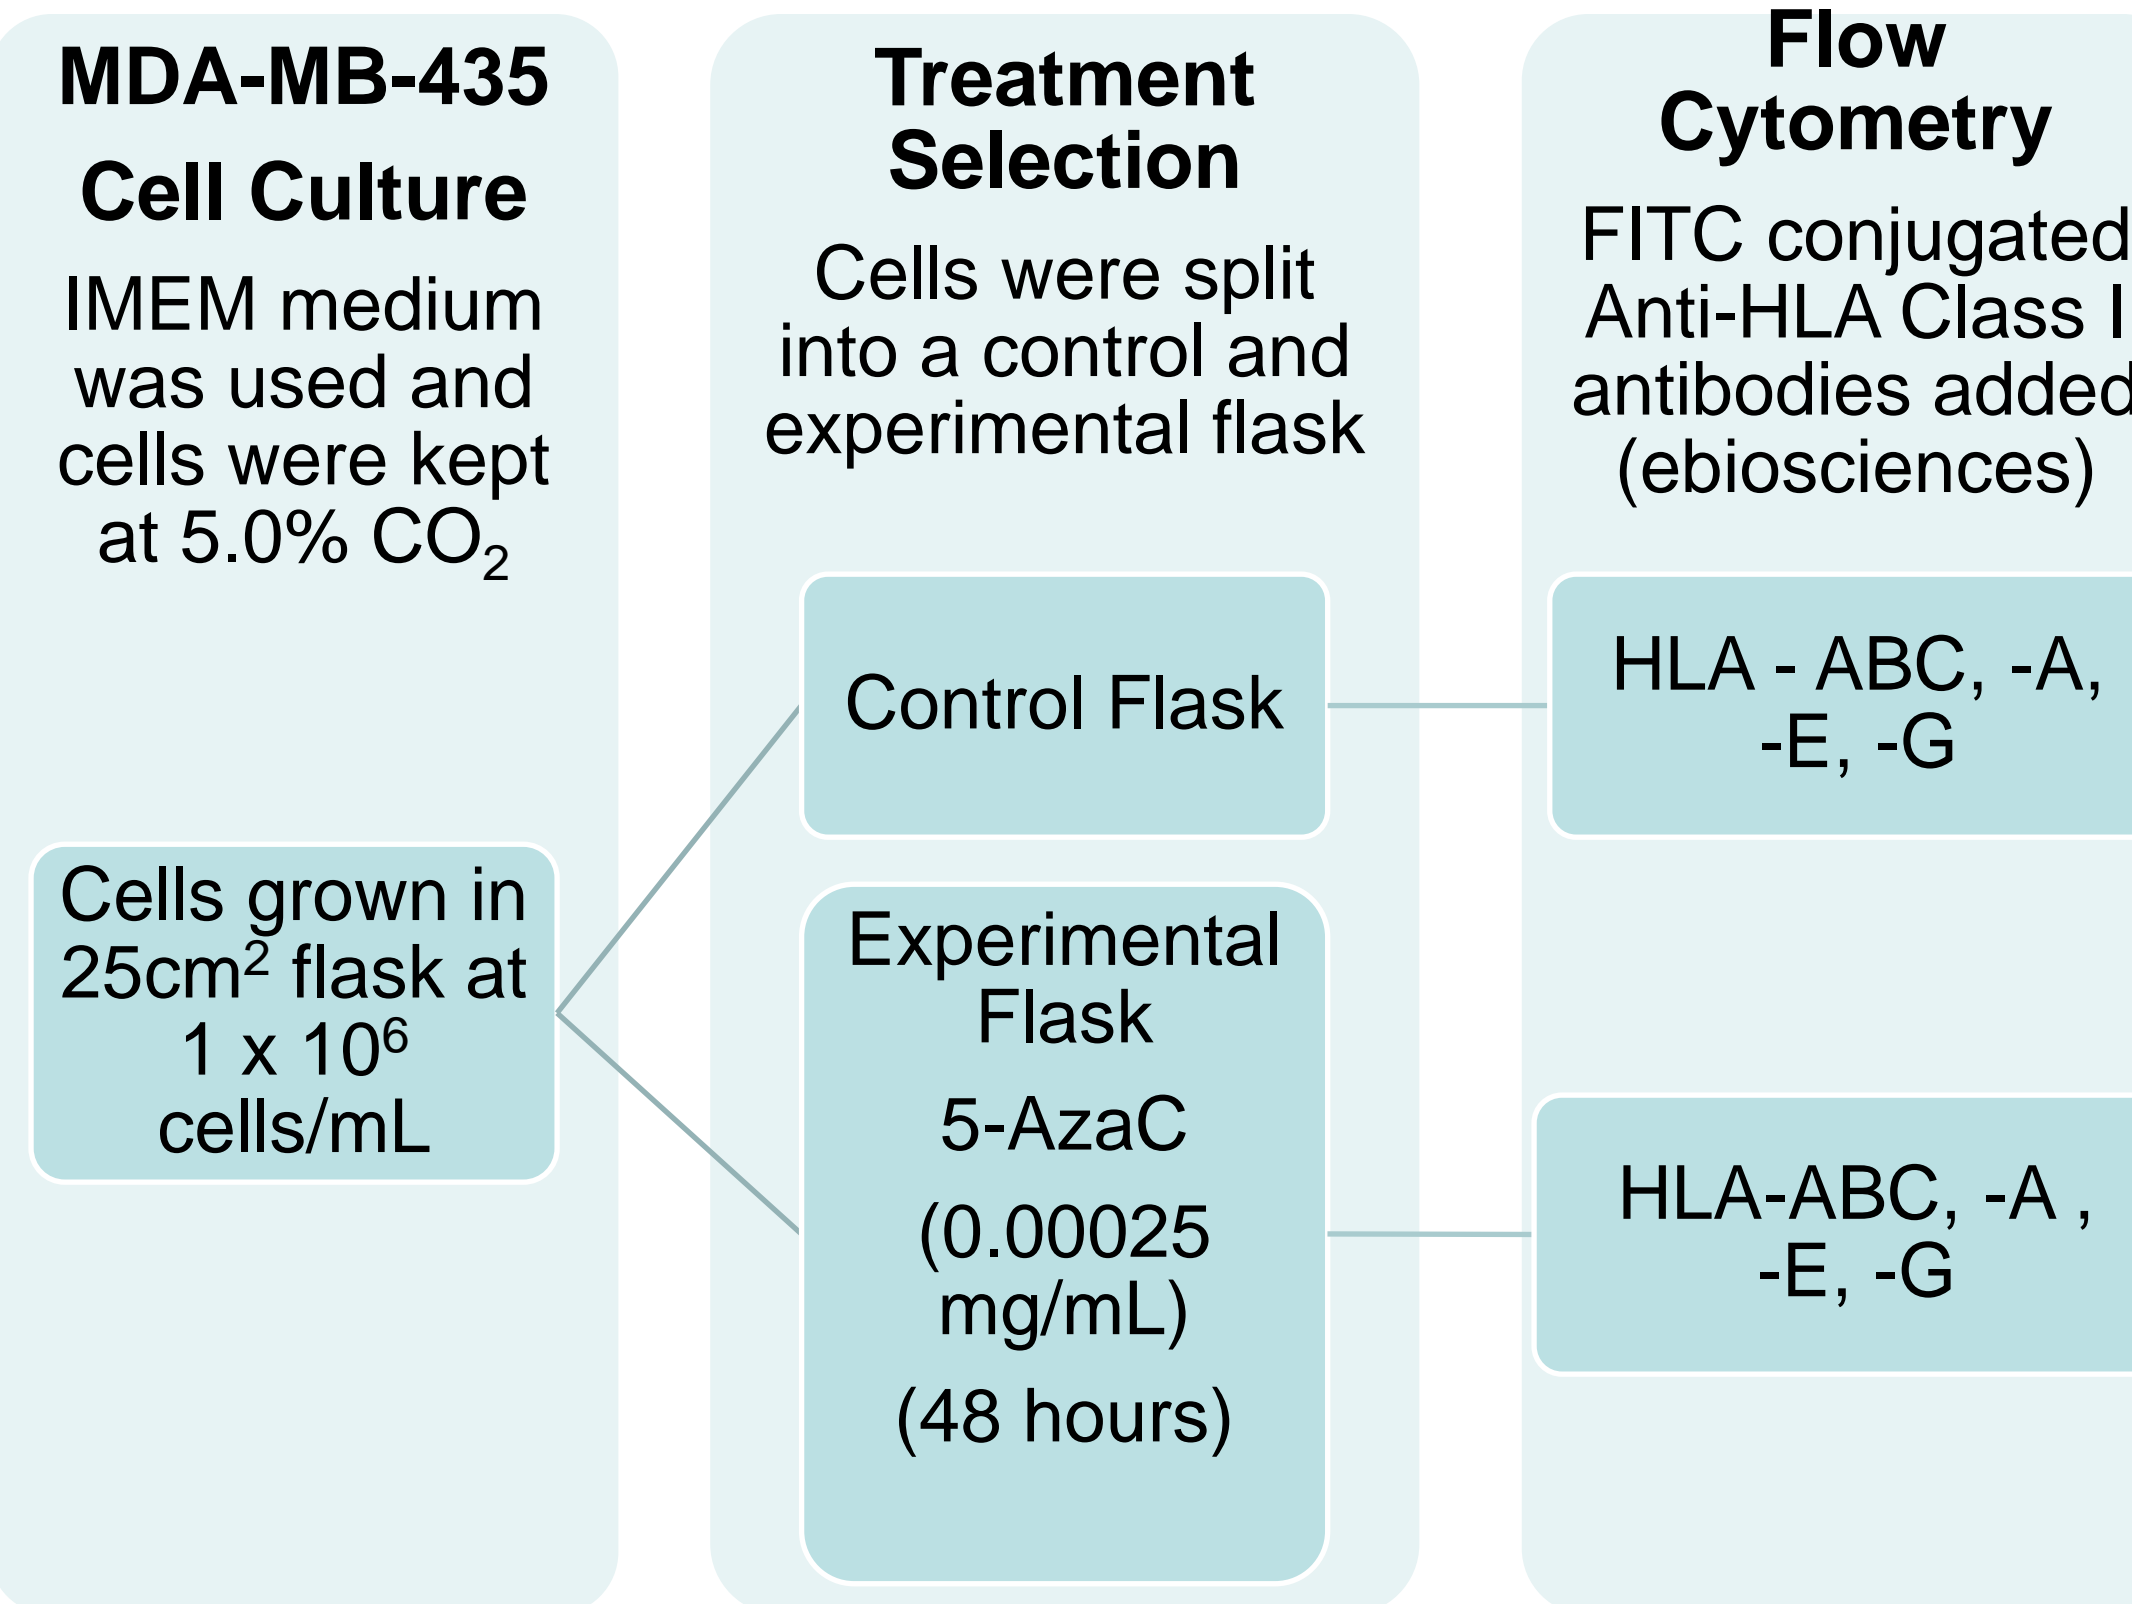 MDA-MB-435
Cell Culture
IMEM medium
was used and
cells were kept
at 5.0% CO₂
Cells grown in
25cm² flask at
1 x 10⁶
cells/mL
Treatment
Selection
Cells were split
into a control and
experimental flask
Control Flask
Experimental
Flask
5-AzaC
(0.00025
mg/mL)
(48 hours)
Flow
Cytometry
FITC conjugated
Anti-HLA Class I
antibodies added
(ebiosciences)
HLA - ABC, -A,
-E, -G
HLA-ABC, -A ,
-E, -G